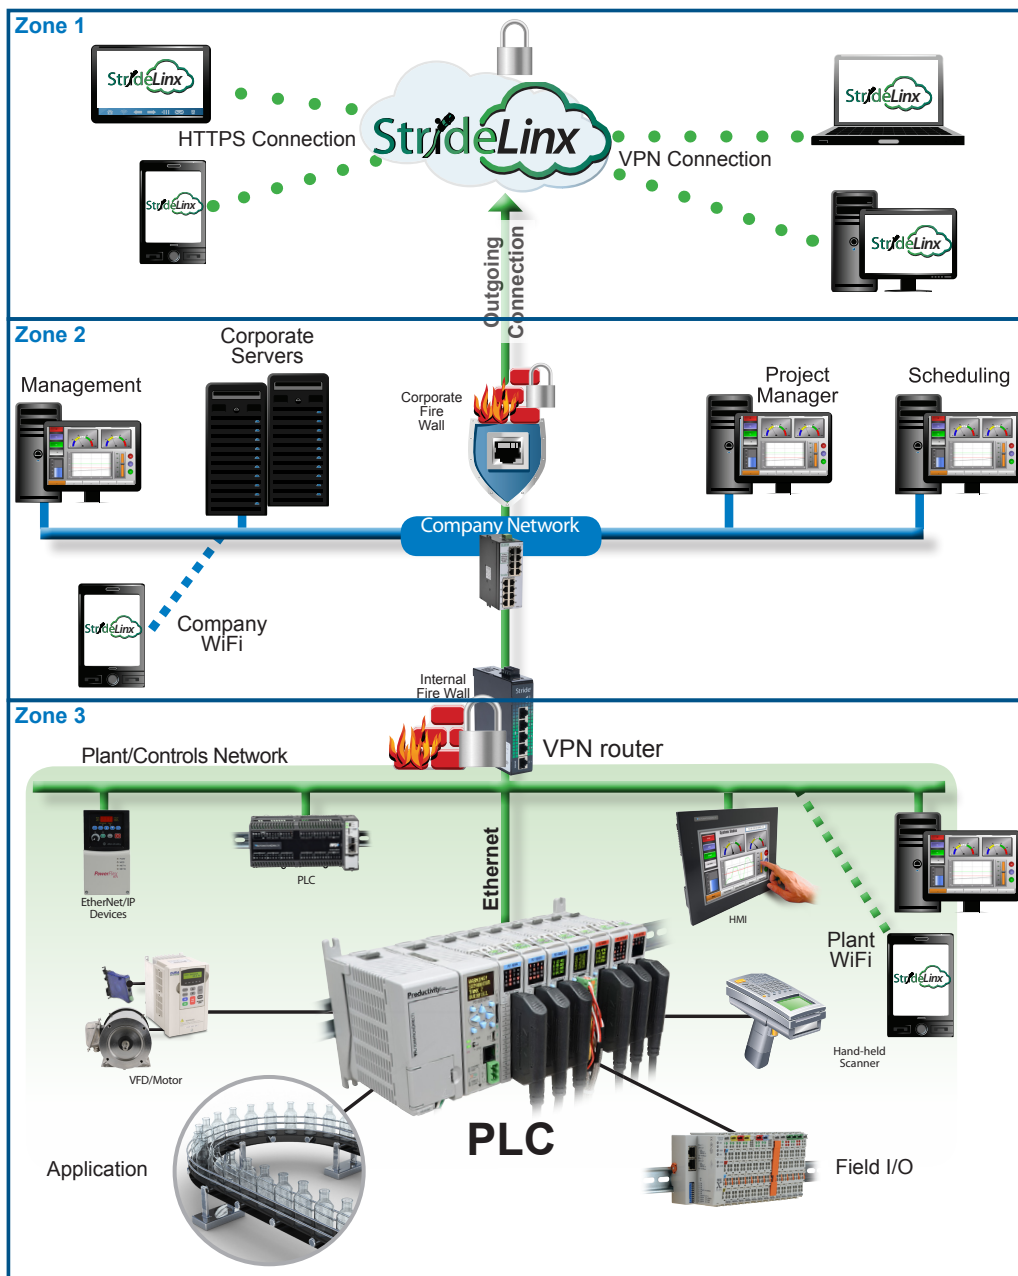 Zone 1
StrideLinx
StrideLinx
StrideLinx
HTTPS Connection
VPN Connection
StrideLinx
StrideLinx
Outgoing
Connection
Zone 2
Corporate
Servers
Management
Corporate
Fire
Wall
Project
Manager
Scheduling
Company Network
StrideLinx
Company
WiFi
Internal
Fire Wall
Stride
Zone 3
VPN router
Plant/Controls Network
Ethernet
EtherNet/IP
Devices
PLC
HMI
Plant
WiFi
StrideLinx
Productivity
VFD/Motor
Hand-held
Scanner
PLC
Application
Field I/O